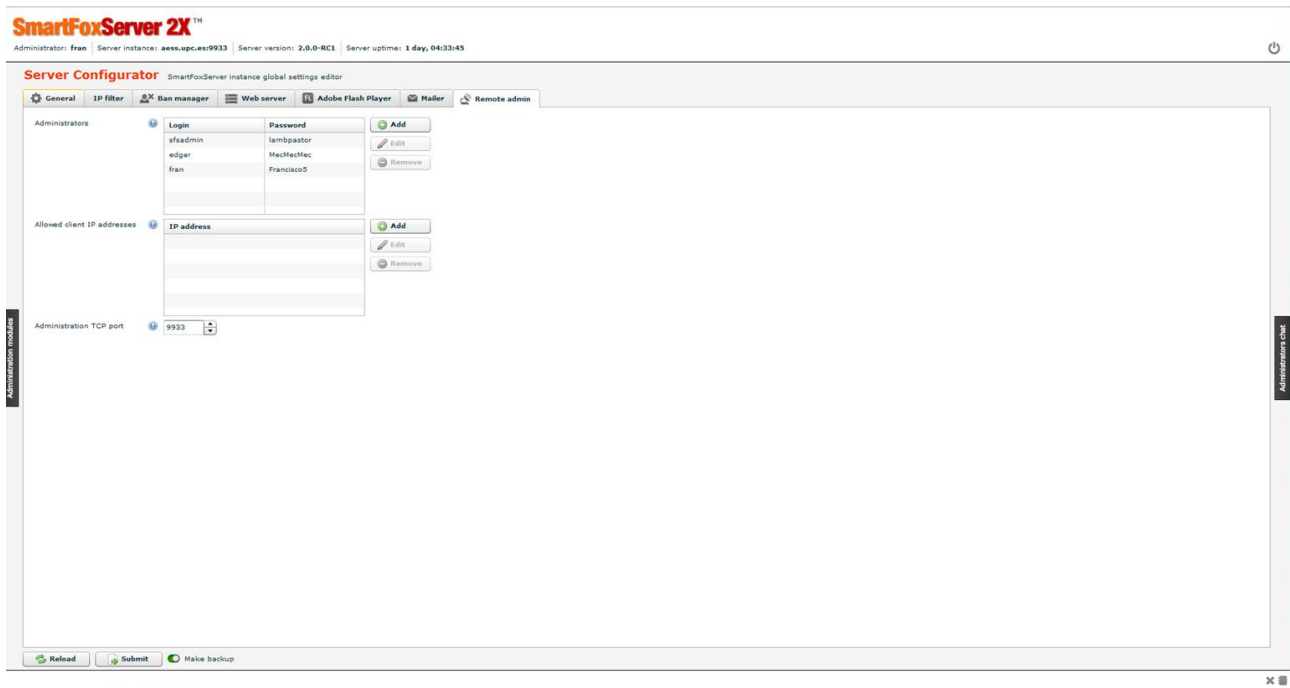 SmartFoxServer 2X™
Administrator: fran | Server instance: aess.upc.es:9933 | Server version: 2.0.0-RC1 | Server uptime: 1 day, 04:33:45
Server Configurator SmartFoxServer instance global settings editor
General IP filter Ban manager Web server Adobe Flash Player Mailer Remote admin
Administrators Login Password Add
sfsadmin lambpastor Edit
edgar MecMecMec Remove
fran Francisco5
Allowed client IP addresses IP address Add
Edit
Remove
Administration TCP port 9933
Administration modules
Administrators chat
Reload Submit Make backup